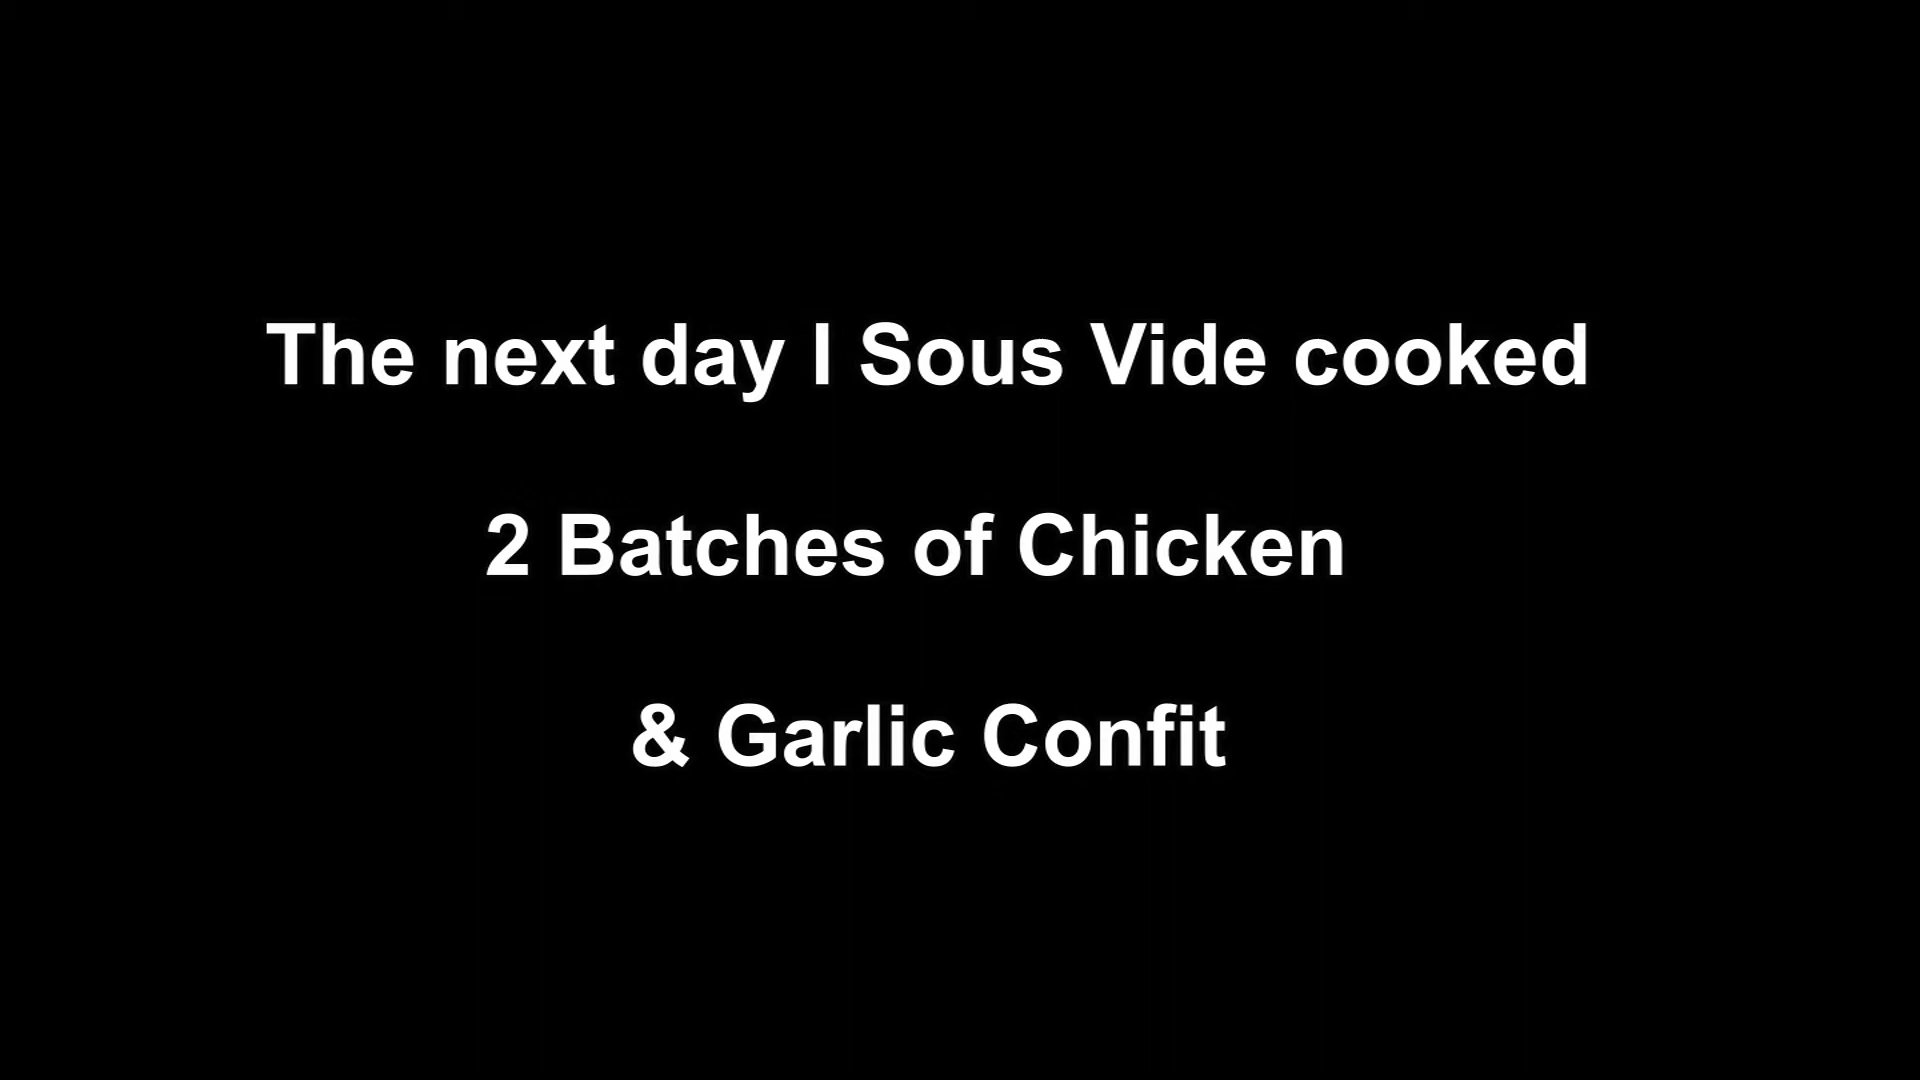 The next day I Sous Vide cooked
2 Batches of Chicken
& Garlic Confit